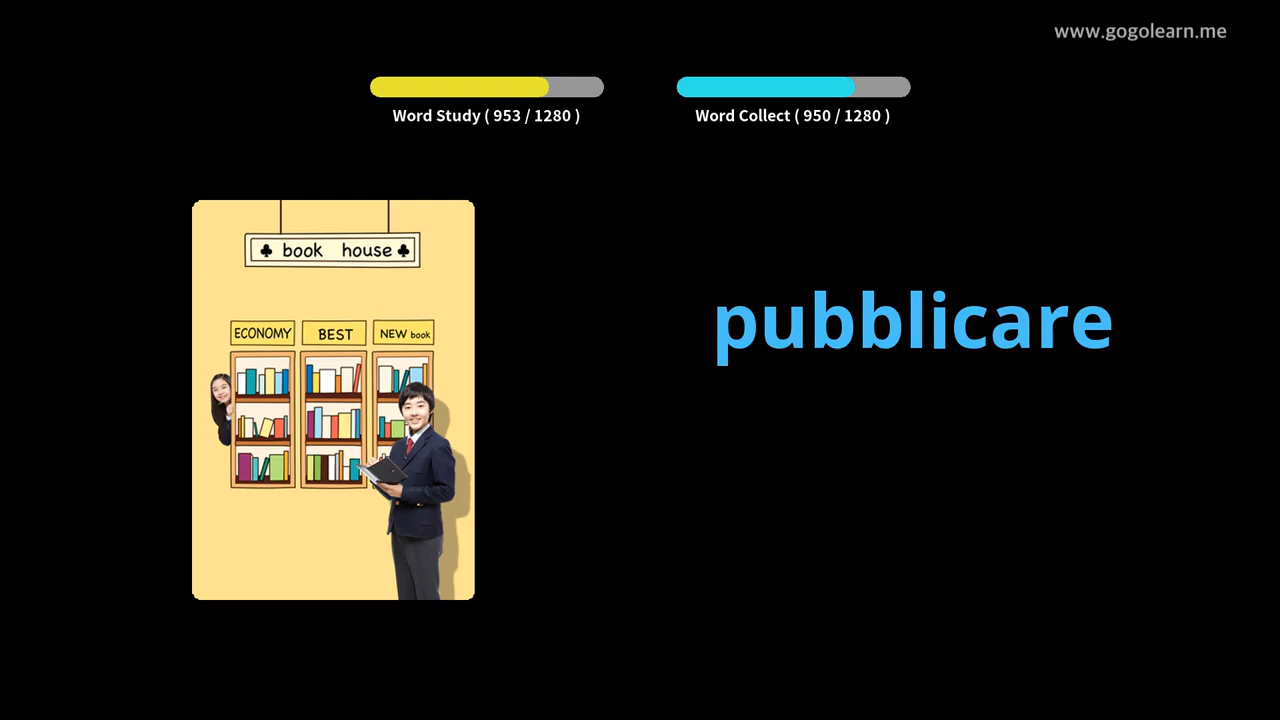 www.gogolearn.me
Word Study ( 953 / 1280 )
Word Collect ( 950 / 1280 )
♣ book house ♣
ECONOMY
BEST
NEW book
pubblicare